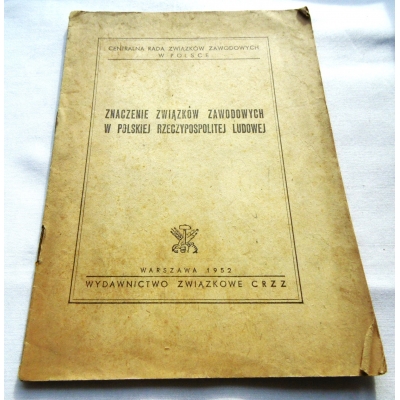 CENTRALNA RADA ZWIĄZKÓW ZAWODOWYCH
W POLSCE
ZNACZENIE ZWIĄZKÓW ZAWODOWYCH
W POLSKIEJ RZECZYPOSPOLITEJ LUDOWEJ
WARSZAWA 1952
WYDAWNICTWO ZWIĄZKOWE CRZZ